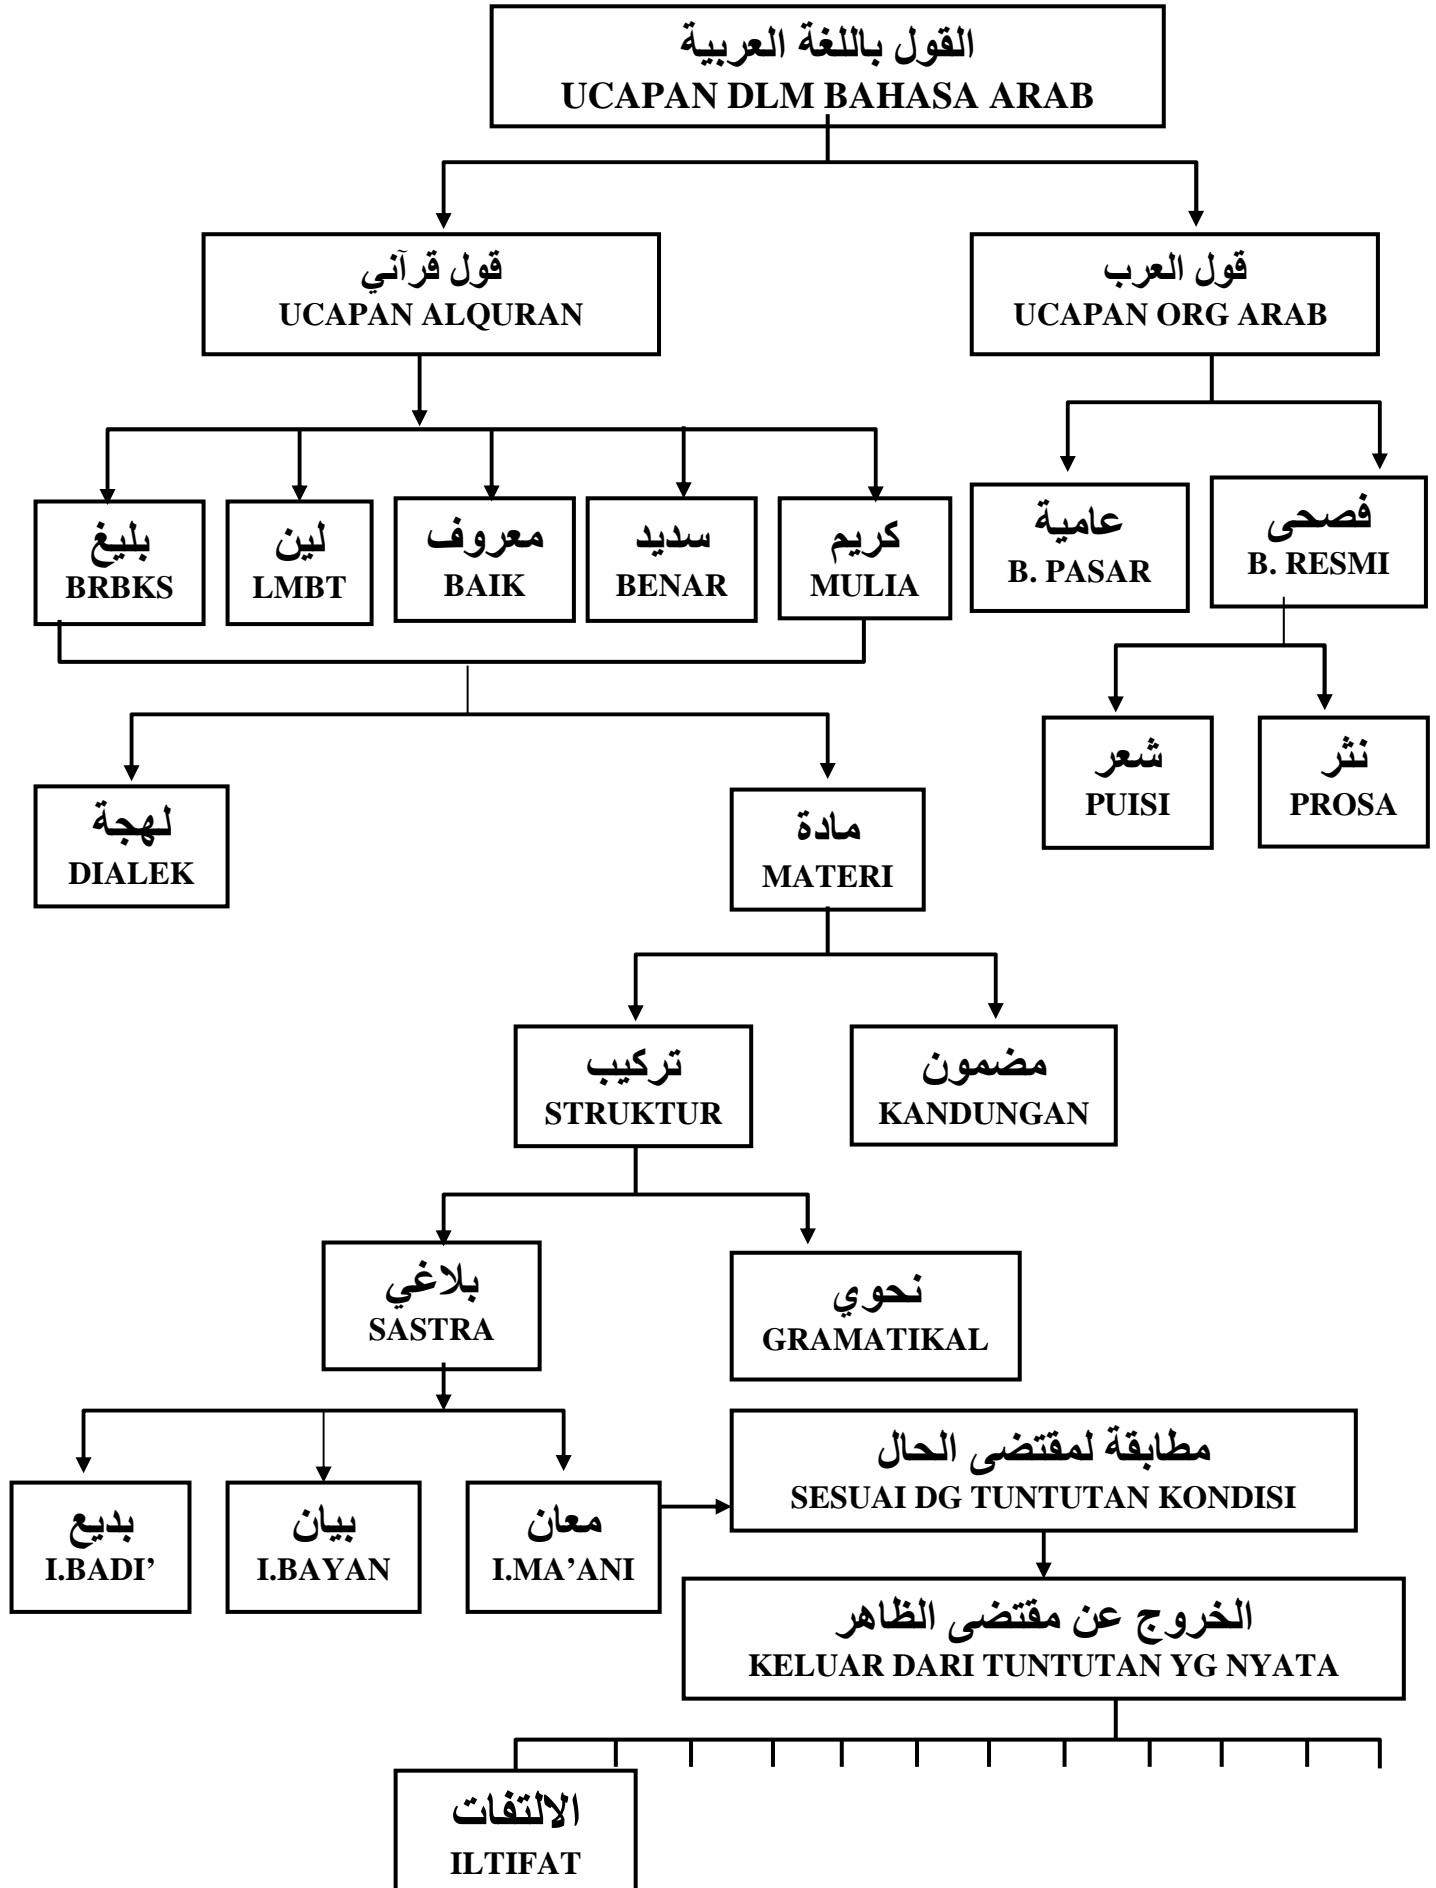 القول باللغة العربية
UCAPAN DLM BAHASA ARAB
قول قرآني
UCAPAN ALQURAN
قول العرب
UCAPAN ORG ARAB
بليغ
BRBKS
لين
LMBT
معروف
BAIK
سديد
BENAR
كريم
MULIA
عامية
B. PASAR
فصحى
B. RESMI
شعر
PUISI
نثر
PROSA
لهجة
DIALEK
مادة
MATERI
تركيب
STRUKTUR
مضمون
KANDUNGAN
بلاغي
SASTRA
نحوي
GRAMATIKAL
بديع
I.BADI’
بيان
I.BAYAN
معان
I.MA’ANI
مطابقة لمقتضى الحال
SESUAI DG TUNTUTAN KONDISI
الخروج عن مقتضى الظاهر
KELUAR DARI TUNTUTAN YG NYATA
الالتفات
ILTIFAT